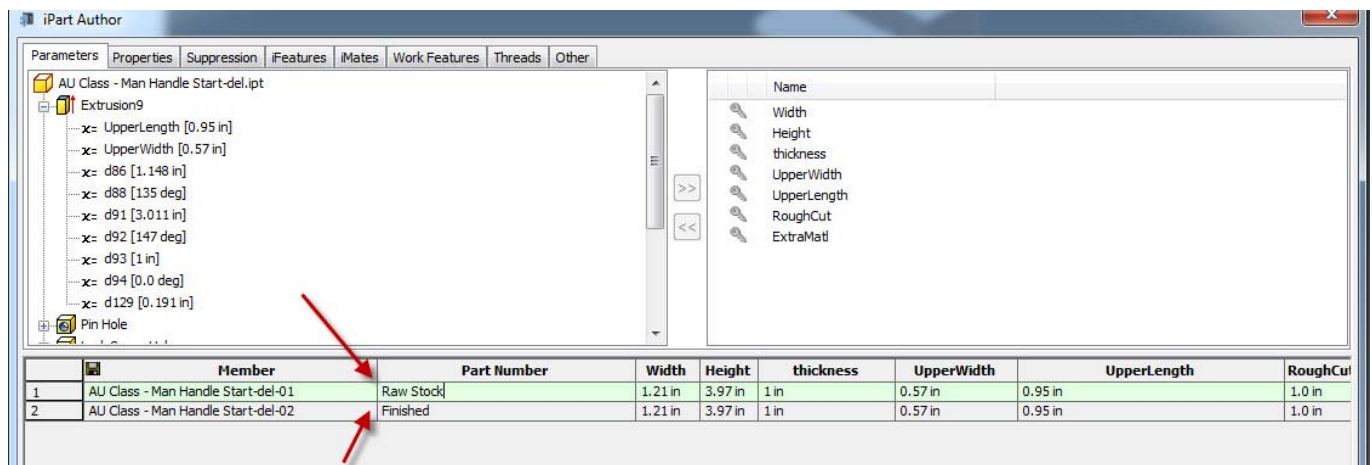 iPart Author
Parameters Properties Suppression iFeatures iMates Work Features Threads Other
AU Class - Man Handle Start-del.ipt
Extrusion9
x= UpperLength [0.95 in]
x= UpperWidth [0.57 in]
x= d86 [1.148 in]
x= d88 [135 deg]
x= d91 [3.011 in]
x= d92 [147 deg]
x= d93 [1 in]
x= d94 [0.0 deg]
x= d129 [0.191 in]
Pin Hole
>>
<<
Name
Width
Height
thickness
UpperWidth
UpperLength
RoughCut
ExtraMatl
Member Part Number Width Height thickness UpperWidth UpperLength RoughCut
1 AU Class - Man Handle Start-del-01 Raw Stock 1.21 in 3.97 in 1 in 0.57 in 0.95 in 1.0 in
2 AU Class - Man Handle Start-del-02 Finished 1.21 in 3.97 in 1 in 0.57 in 0.95 in 1.0 in